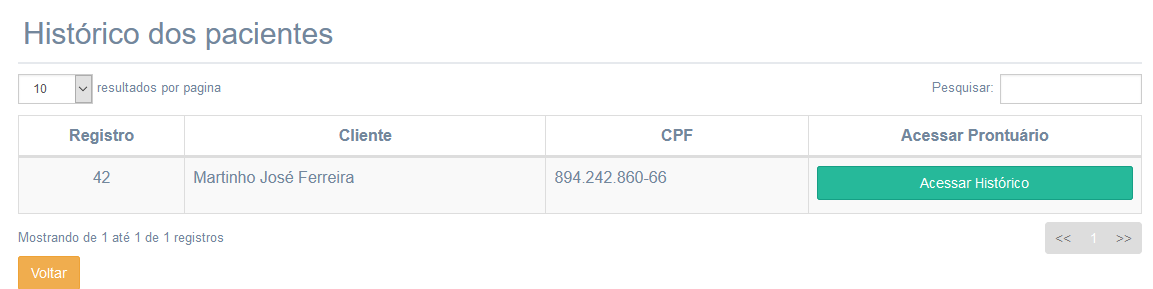 Histórico dos pacientes
10 resultados por pagina Pesquisar:
Registro Cliente CPF Acessar Prontuário
42 Martinho José Ferreira 894.242.860-66 Acessar Histórico
Mostrando de 1 até 1 de 1 registros << 1 >>
Voltar